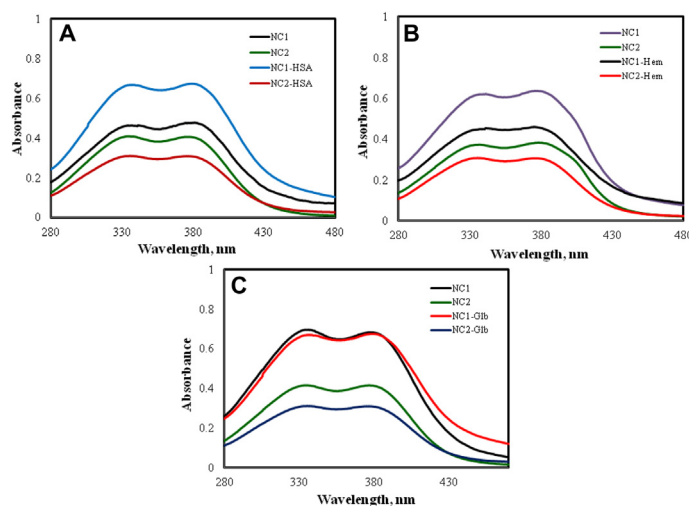 A
NC1
NC2
NC1-HSA
NC2-HSA
1
0.8
0.6
0.4
0.2
0
Absorbance
280 330 380 430 480
Wavelength, nm
B
NC1
NC2
NC1-Hem
NC2-Hem
1
0.8
0.6
0.4
0.2
0
Absorbance
280 330 380 430 480
Wavelength, nm
C
NC1
NC2
NC1-Glb
NC2-Glb
1
0.8
0.6
0.4
0.2
0
Absorbance
280 330 380 430
Wavelength, nm